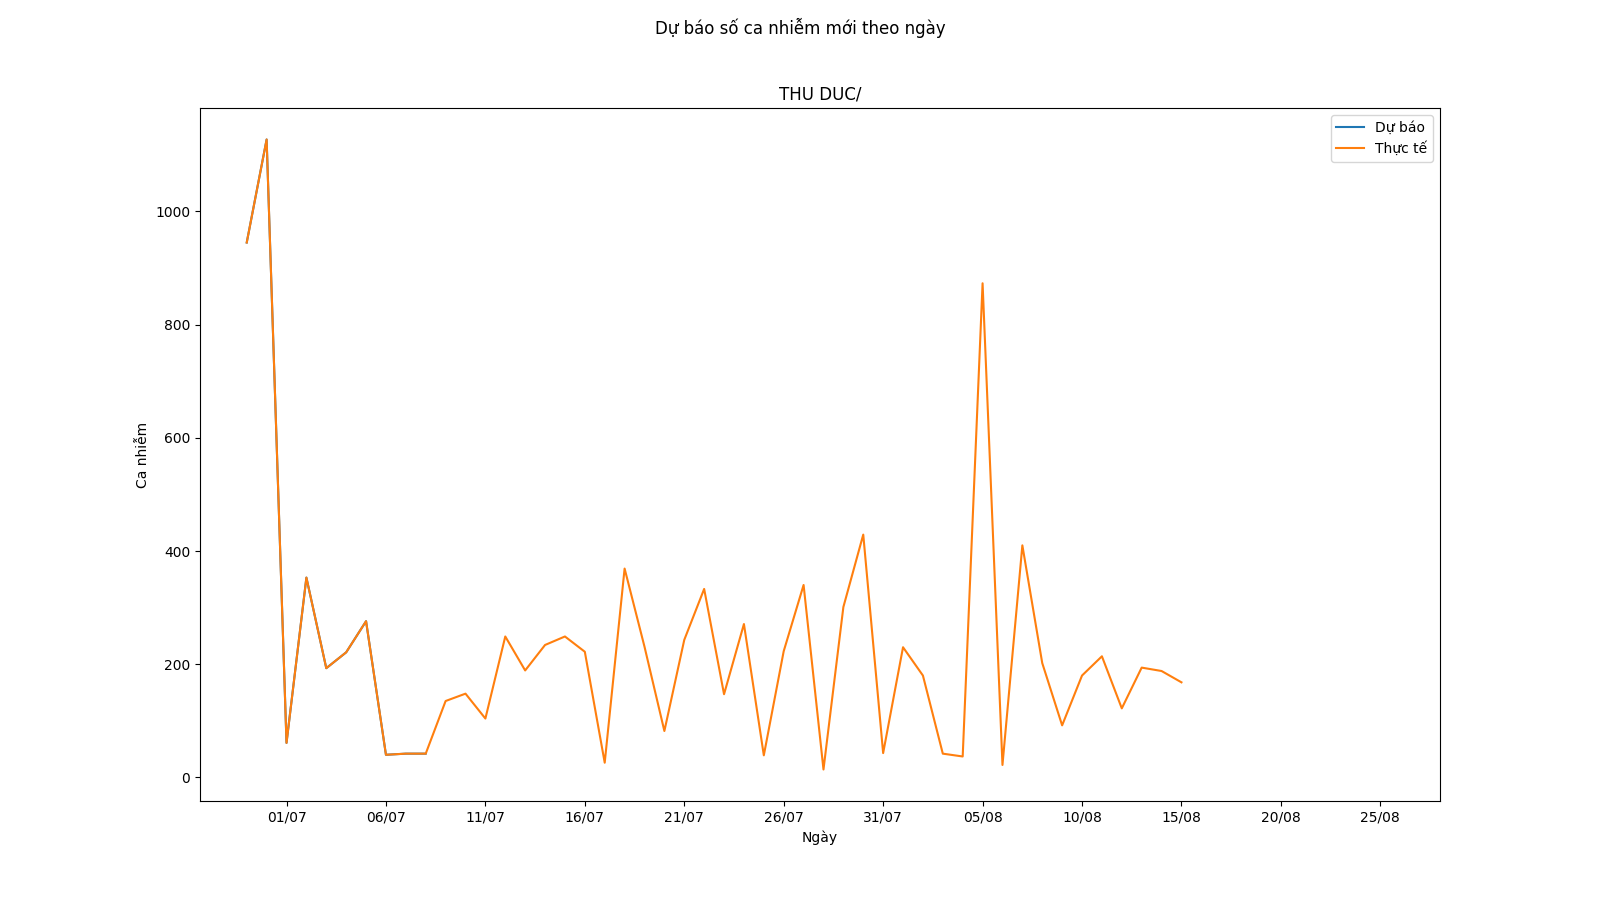 Dự báo số ca nhiễm mới theo ngày
THU DUC/
Dự báo
Thực tế
1000
800
600
400
200
0
Ca nhiễm
01/07 06/07 11/07 16/07 21/07 26/07 31/07 05/08 10/08 15/08 20/08 25/08
Ngày